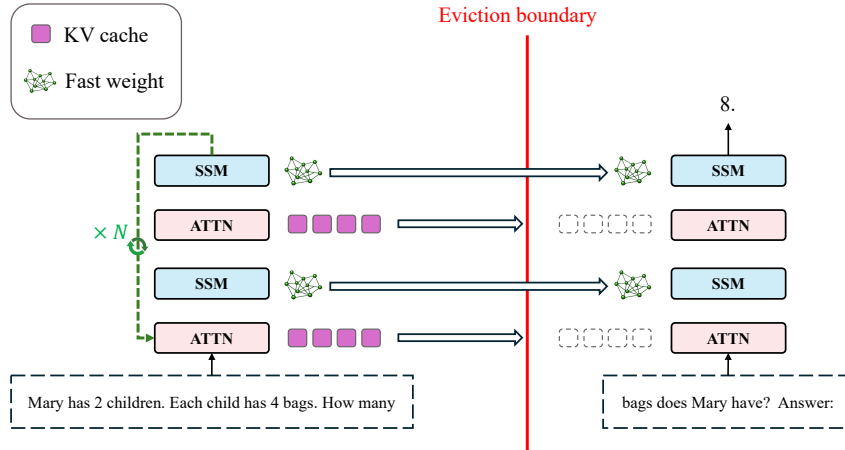 Eviction boundary
KV cache
Fast weight
8.
SSM
SSM
ATTN
ATTN
× N
SSM
SSM
ATTN
ATTN
Mary has 2 children. Each child has 4 bags. How many
bags does Mary have? Answer: